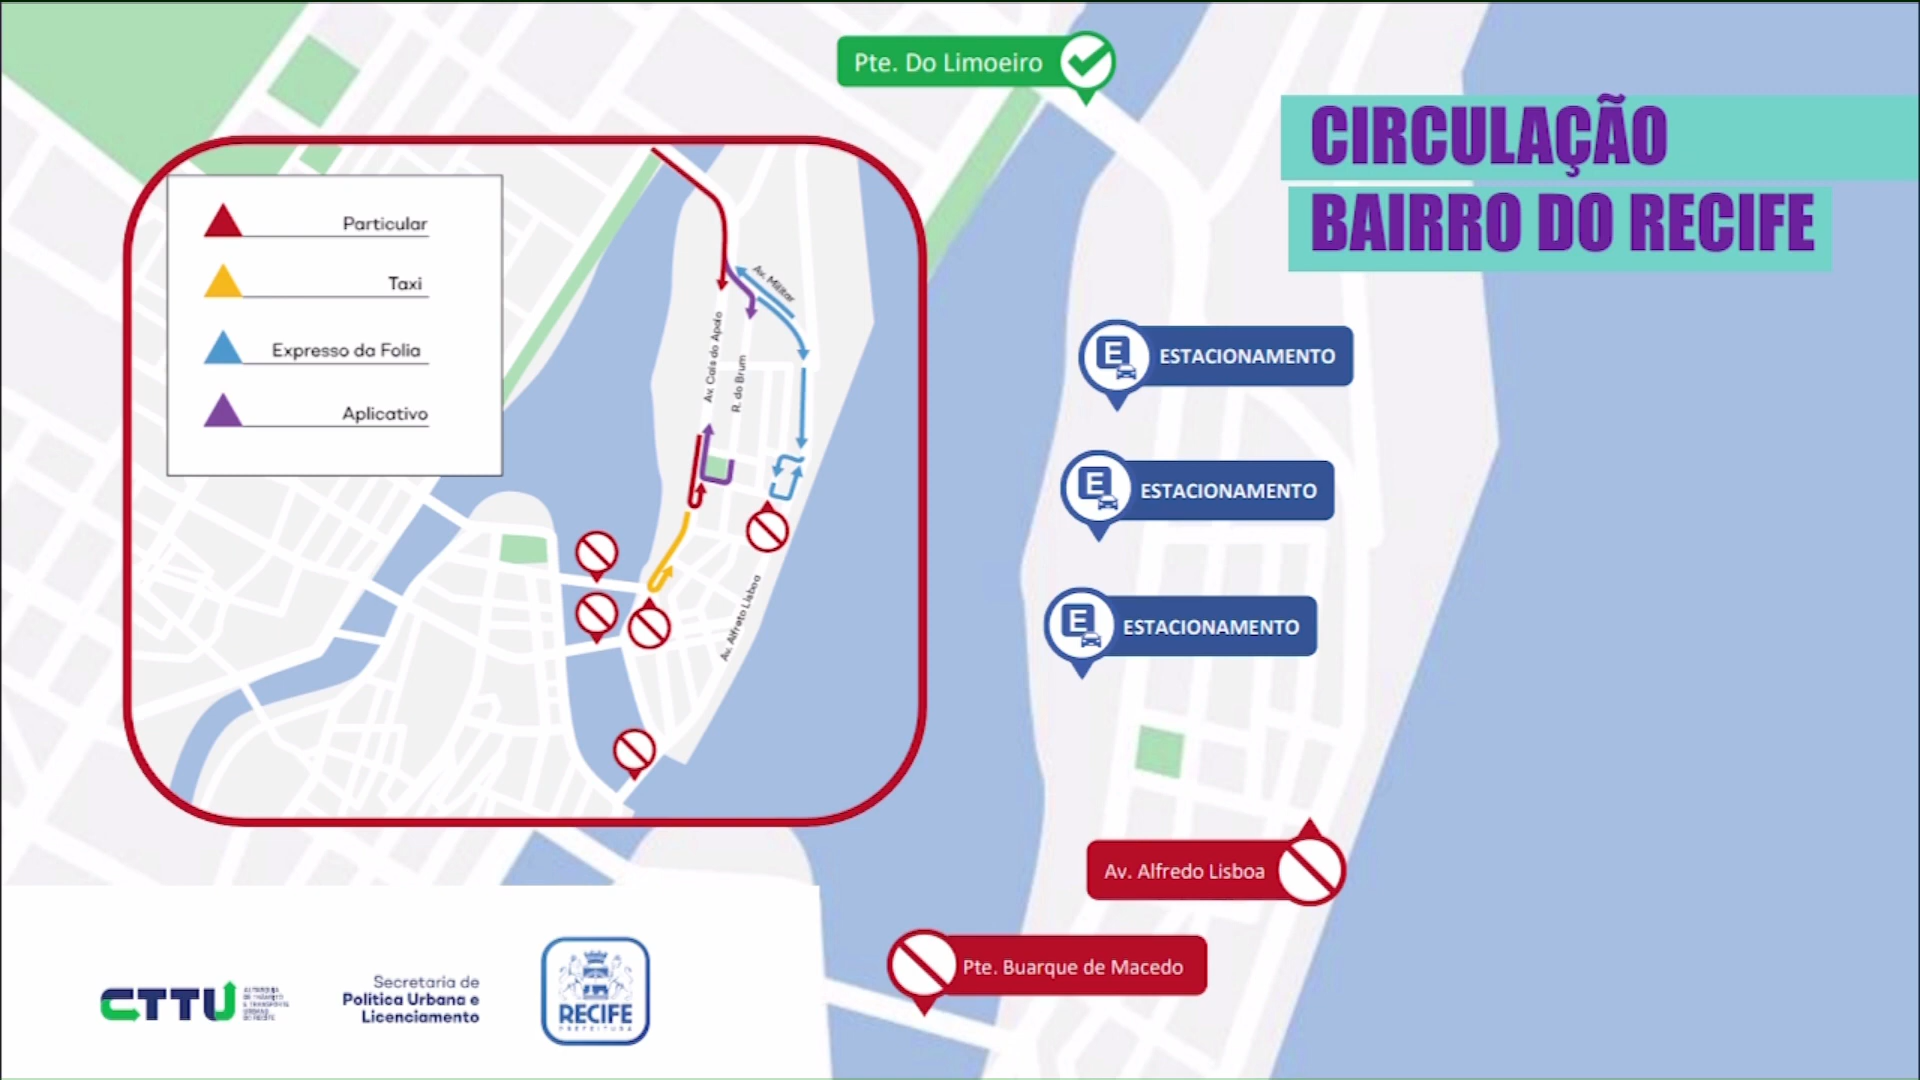 Pte. Do Limoeiro
CIRCULAÇÃO
BAIRRO DO RECIFE
Particular
Taxi
Expresso da Folia
Aplicativo
Av. Militar
Av. Cais do Apolo
R. do Brum
Av. Alfreto Lisboa
E ESTACIONAMENTO
E ESTACIONAMENTO
E ESTACIONAMENTO
Av. Alfredo Lisboa
Pte. Buarque de Macedo
CTTU
Secretaria de
Política Urbana e
Licenciamento
RECIFE
PREFEITURA